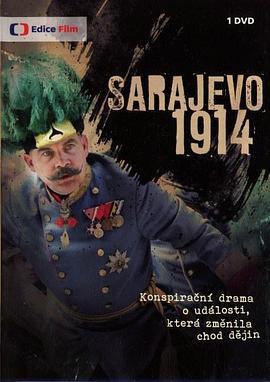 Edice Film
1 DVD
SARAJEVO
1914
Konspirační drama
o události,
která změnila
chod dějin